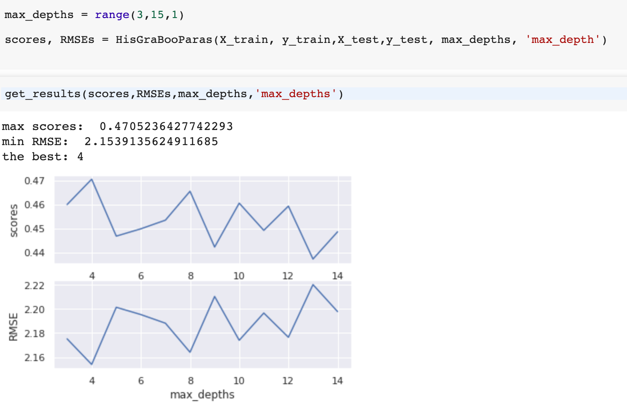 max_depths = range(3,15,1)
scores, RMSEs = HisGraBooParas(X_train, y_train,X_test,y_test, max_depths, 'max_depth')
get_results(scores,RMSEs,max_depths,'max_depths')
max scores:  0.4705236427742293
min RMSE:  2.1539135624911685
the best: 4
0.47
0.46
0.45
0.44
scores
4 6 8 10 12 14
2.22
2.20
2.18
2.16
RMSE
4 6 8 10 12 14
max_depths